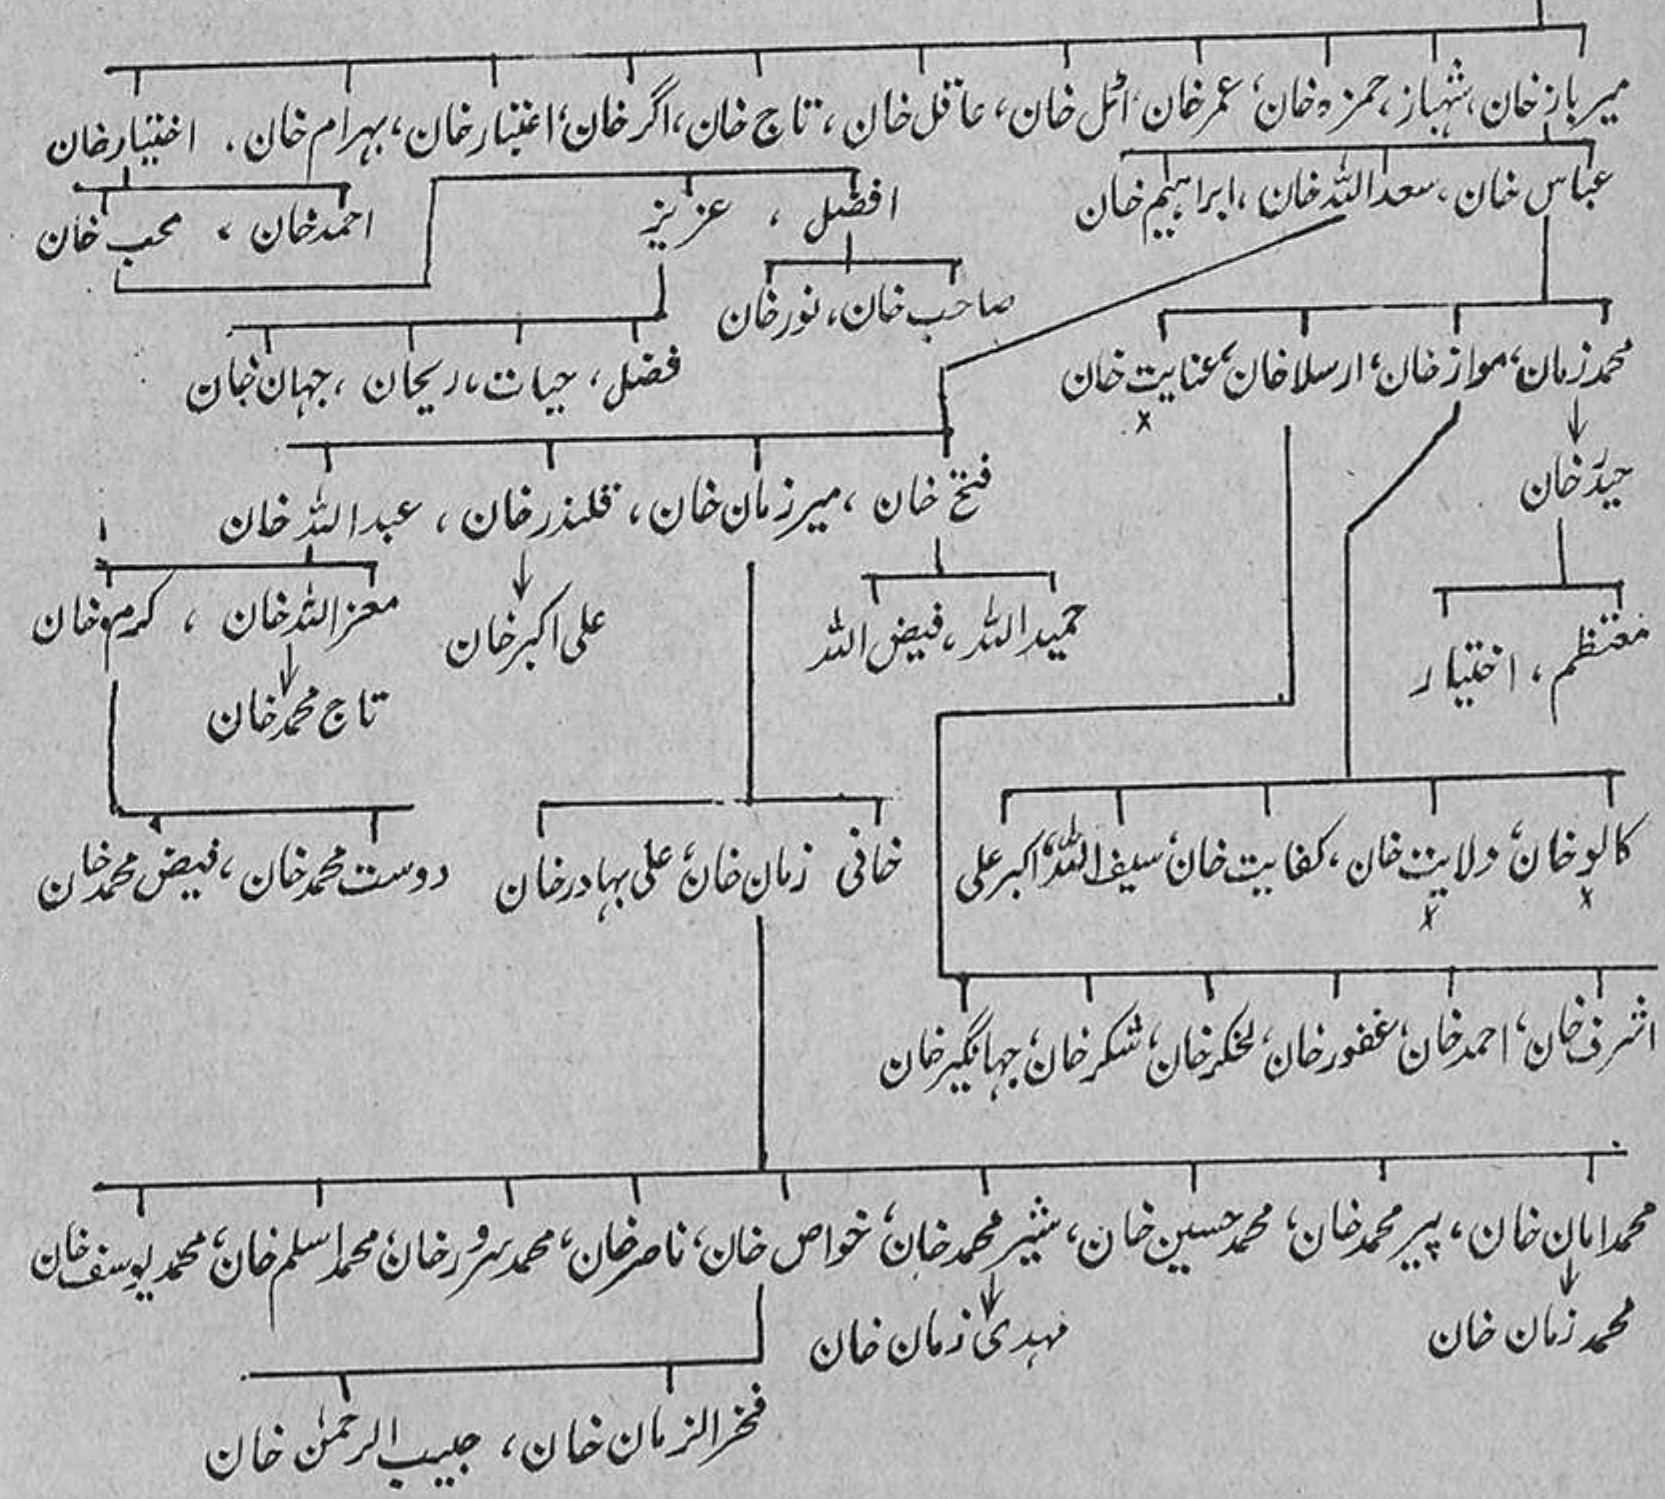 میرباز خان، شہباز، حمزہ خان، عمر خان، اٹل خان، عاقل خان، تاج خان، اگر خان، اعتبار خان، بہرام خان۔ اختیار خان
عباس خان، سعد اللہ خان، ابراہیم خان
افضل، عزیز
احمد خان، محب خان
صاحب خان، نور خان
محمد زمان، مواز خان، ارسلا خان، عنایت خان
فضل، حیات، ریحان، جہان خان
x
حیدر خان
فتح خان، میر زمان خان، قلندر خان، عبداللہ خان
معز اللہ خان، کرم خان
علی اکبر خان
حمید اللہ، فیض اللہ
منتظم، اختیار
تاج محمد خان
کالو خان، ولایت خان، کفایت خان، سیف اللہ، اکبر علی
خانی زمان خان، علی بہادر خان
دوست محمد خان، فیض محمد خان
x x
اشرف خان، احمد خان، غفور خان، لخکر خان، شکر خان، جہانگیر خان
محمد امان خان، پیر محمد خان، محمد حسین خان، شیر محمد خان، خواص خان، ناصر خان، محمد سرور خان، محمد اسلم خان، محمد یوسف خان
محمد زمان خان
مہدی زمان خان
فخر الزمان خان، حبیب الرحمٰن خان